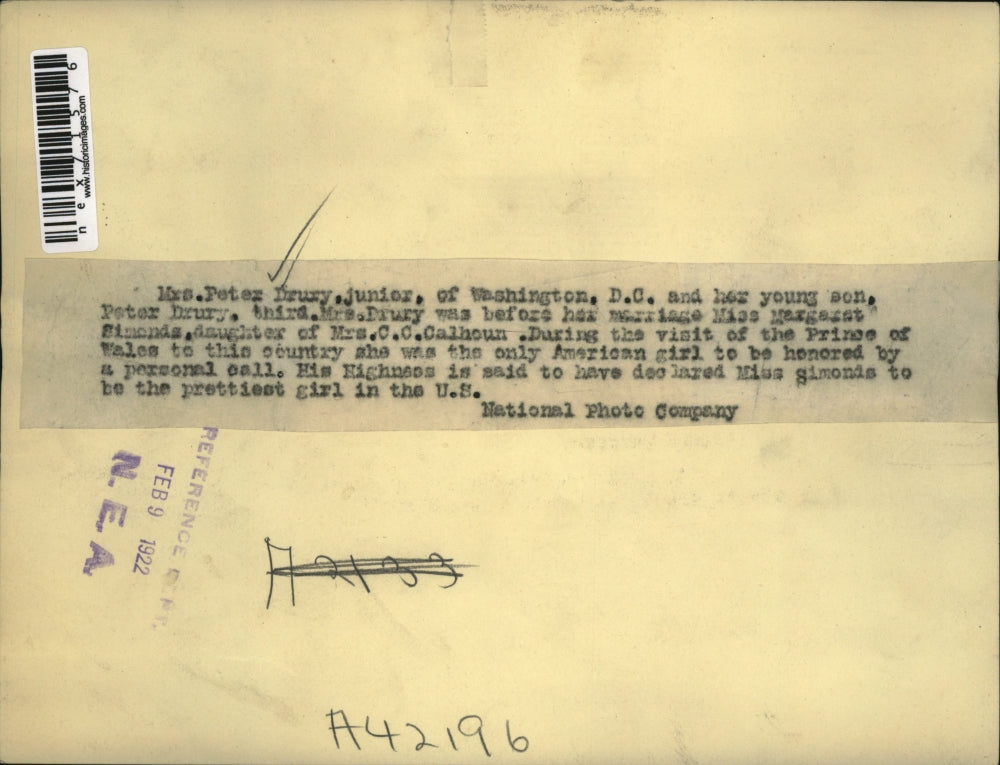 nex71576
www.historicimages.com
Mrs.Peter Drury,junior, of Washington, D.C. and her young son,
Peter Drury, third.Mrs.Drury was before her marriage Miss Margaret
Simonds,daughter of Mrs.C.C.Calhoun .During the visit of the Prince of
Wales to this country she was the only American girl to be honored by
a personal call. His Highness is said to have declared Miss Simonds to
be the prettiest girl in the U.S.
National Photo Company
REFERENCE DEPT.
FEB 9 1922
N.E.A
A2133
A42196